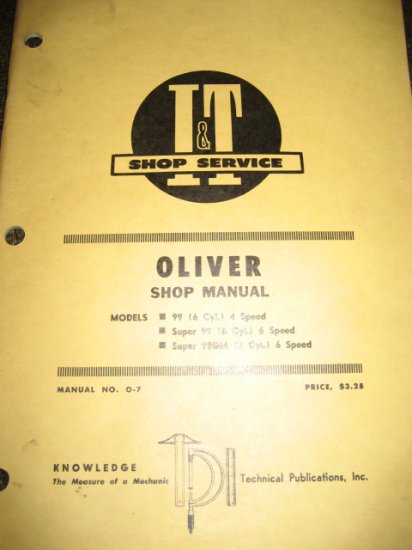 I&T
SHOP SERVICE
OLIVER
SHOP MANUAL
MODELS ■ 99 (6 Cyl.) 4 Speed
■ Super 99 (6 Cyl.) 6 Speed
■ Super 99GM (3 Cyl.) 6 Speed
MANUAL NO. O-7 PRICE, $3.25
KNOWLEDGE
The Measure of a Mechanic
TPI
Technical Publications, Inc.